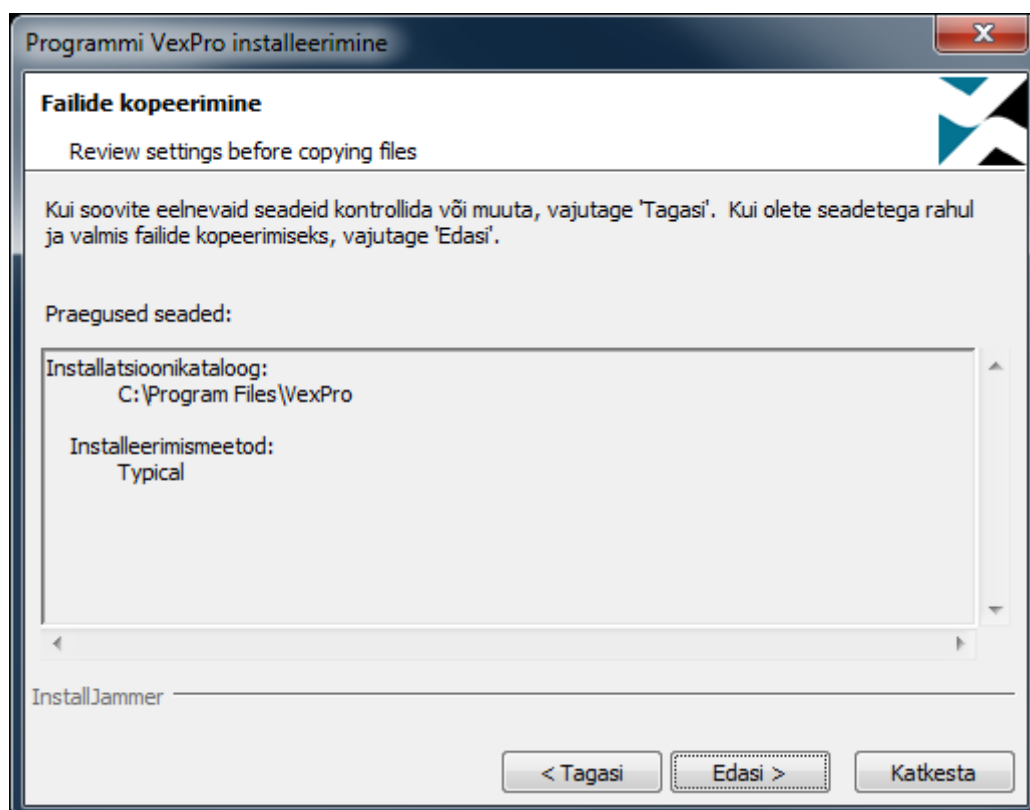 Programmi VexPro installeerimine
Failide kopeerimine
Review settings before copying files
Kui soovite eelnevaid seadeid kontrollida või muuta, vajutage 'Tagasi'.  Kui olete seadetega rahul
ja valmis failide kopeerimiseks, vajutage 'Edasi'.
Praegused seaded:
Installatsioonikataloog:
C:\Program Files\VexPro
Installeerimismeetod:
Typical
InstallJammer
< Tagasi
Edasi >
Katkesta